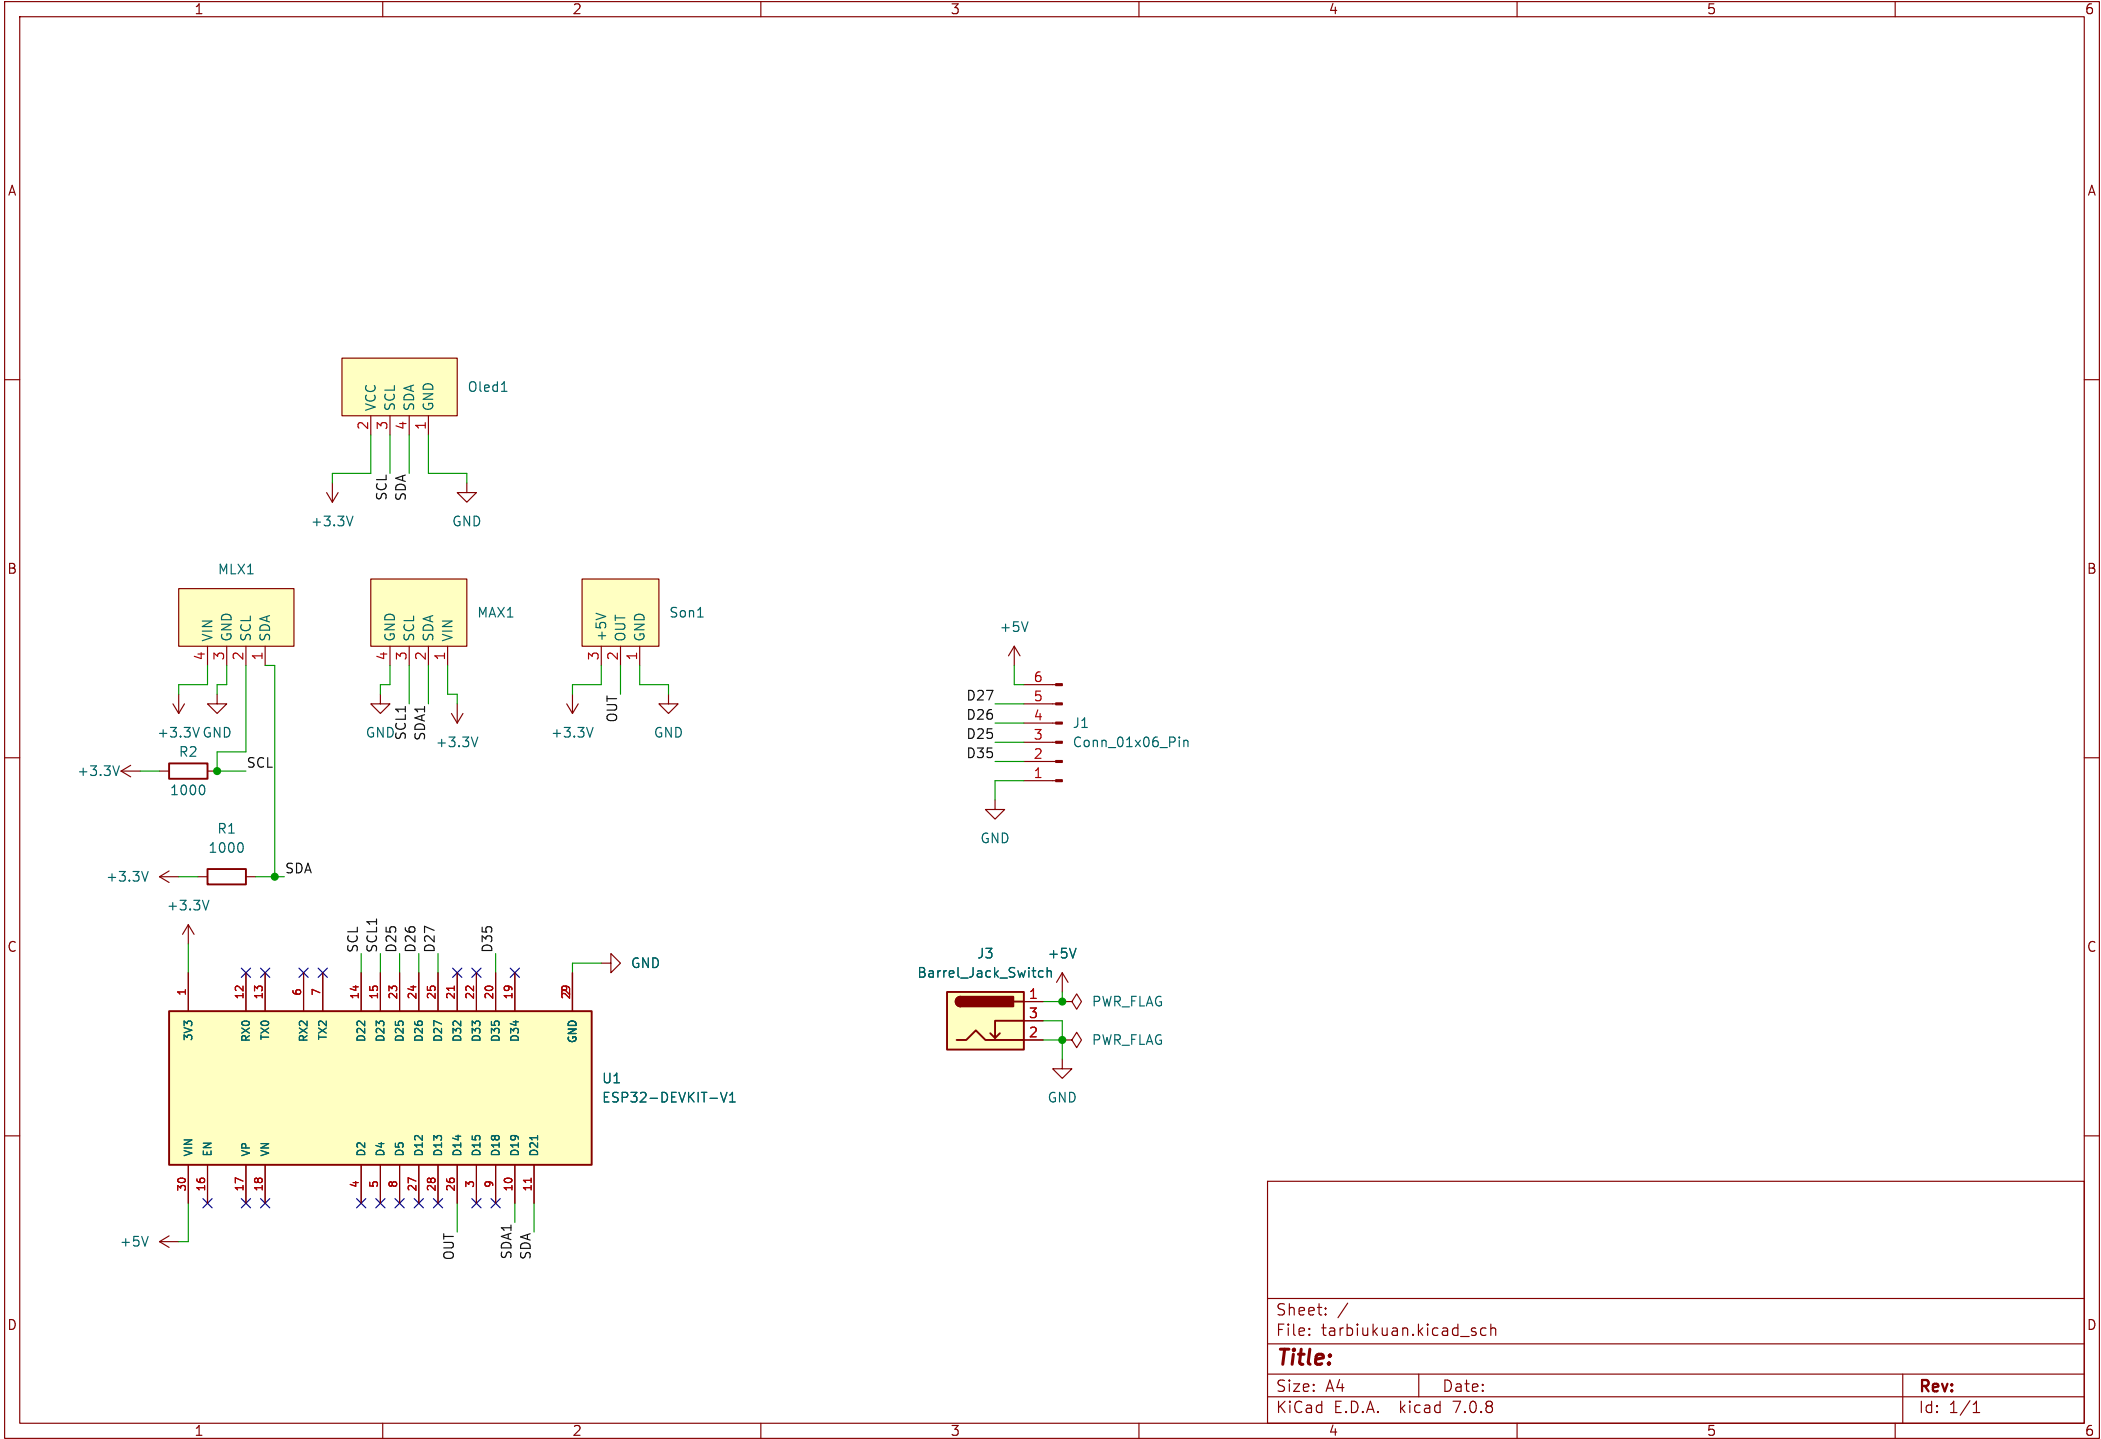 1 2 3 4 5 6
A A
Oled1
VCC SCL SDA GND
2 3 4 1
SCL SDA
+3.3V GND
B B
MLX1
VIN GND SCL SDA
4 3 2 1
+3.3V GND
MAX1
GND SCL SDA VIN
4 3 2 1
GND SCL1 SDA1 +3.3V
Son1
+5V OUT GND
3 2 1
+3.3V OUT GND
R2
+3.3V SCL
1000
R1
1000
+3.3V SDA
+5V
6
D27 5
D26 4
D25 3
D35 2
1
J1
Conn_01x06_Pin
GND
C C
+3.3V
SCL SCL1 D25 D26 D27 D35
GND
1 12 13 6 7 14 15 23 24 25 21 22 20 19 29
3V3 RX0 TX0 RX2 TX2 D22 D23 D25 D26 D27 D32 D33 D35 D34 GND
U1
ESP32-DEVKIT-V1
VIN EN VP VN D2 D4 D5 D12 D13 D14 D15 D18 D19 D21
30 16 17 18 4 5 8 27 28 26 3 9 10 11
+5V OUT SDA1 SDA
J3 +5V
Barrel_Jack_Switch
1 PWR_FLAG
3
2 PWR_FLAG
GND
D D
Sheet: /
File: tarbiukuan.kicad_sch
Title:
Size: A4 Date: Rev:
KiCad E.D.A. kicad 7.0.8 Id: 1/1
1 2 3 4 5 6